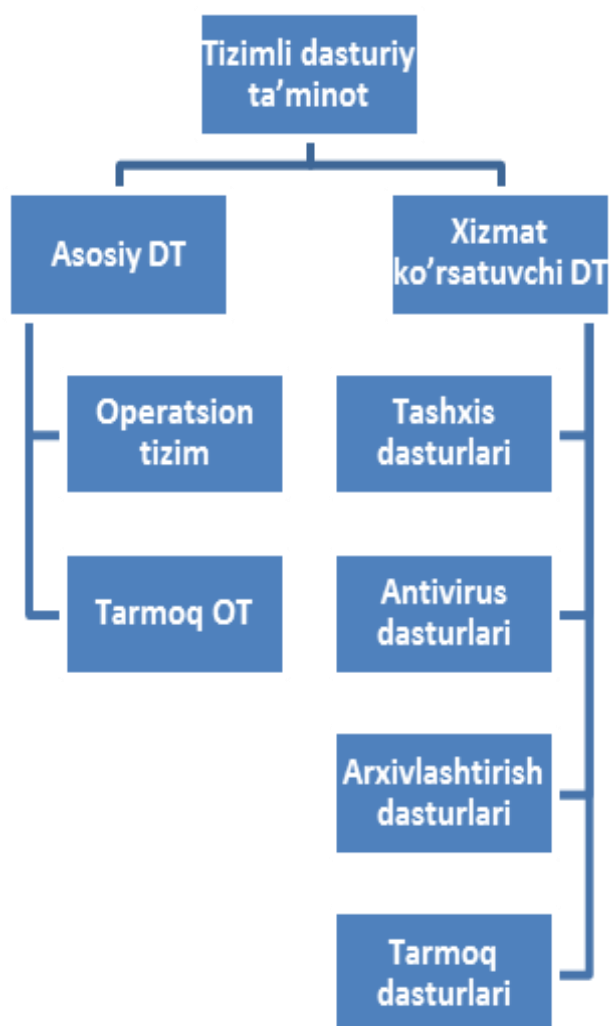 Tizimli dasturiy
ta’minot
Asosiy DT
Xizmat
ko’rsatuvchi DT
Operatsion
tizim
Tashxis
dasturlari
Tarmoq OT
Antivirus
dasturlari
Arxivlashtirish
dasturlari
Tarmoq
dasturlari